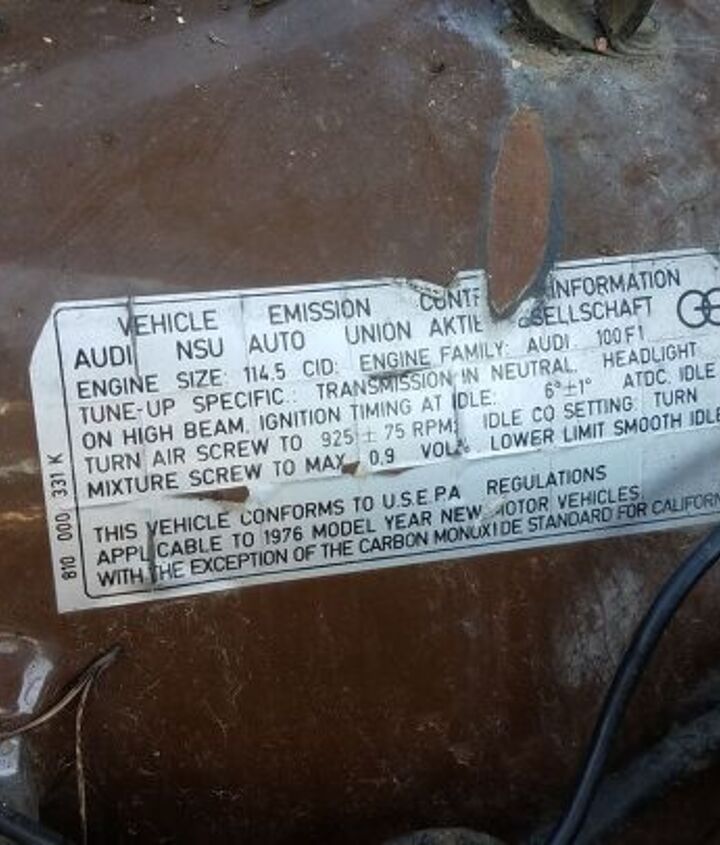 VEHICLE EMISSION CONT INFORMATION
AUDI NSU AUTO UNION AKTIE SELLSCHAFT
ENGINE SIZE: 114.5 CID: ENGINE FAMILY: AUDI. 100F1
TUNE-UP SPECIFIC.: TRANSMISSION IN NEUTRAL. HEADLIGHT
ON HIGH BEAM. IGNITION TIMING AT IDLE: 6°±1° ATDC. IDLE
TURN AIR SCREW TO 925 ± 75 RPM; IDLE CO SETTING: TURN
MIXTURE SCREW TO MAX 0.9 VOL% LOWER LIMIT SMOOTH IDLE
THIS VEHICLE CONFORMS TO U.S.E.P.A REGULATIONS
APPLICABLE TO 1976 MODEL YEAR NEW MOTOR VEHICLES
WITH THE EXCEPTION OF THE CARBON MONOXIDE STANDARD FOR CALIFOR
810 000 331 K